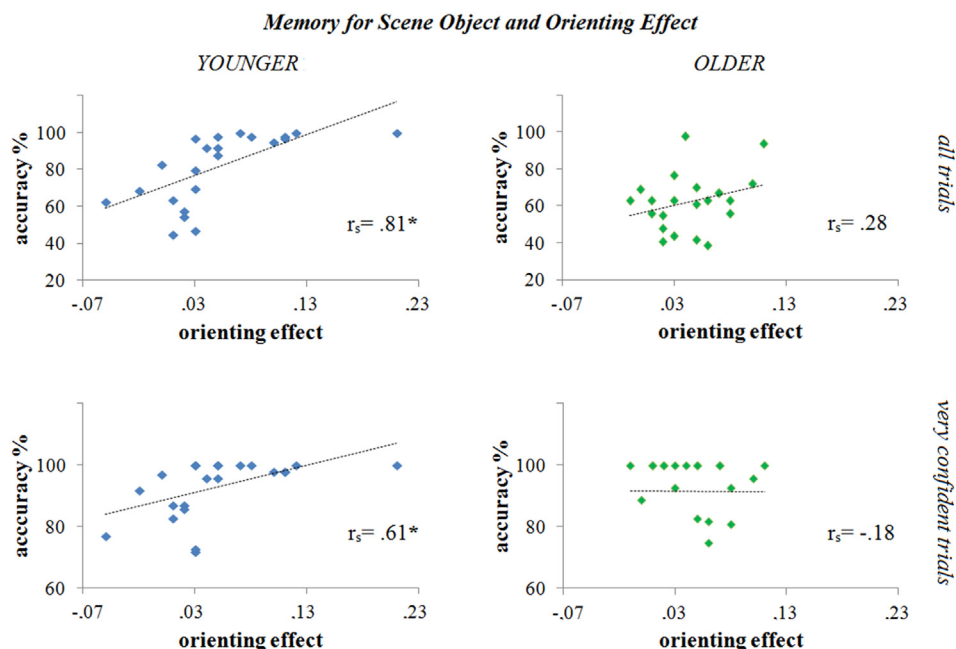 Memory for Scene Object and Orienting Effect
YOUNGER
OLDER
accuracy %
100
80
60
40
20
-.07
.03
.13
.23
orienting effect
rs= .81*
accuracy %
100
80
60
40
20
-.07
.03
.13
.23
orienting effect
rs= .28
all trials
accuracy %
100
80
60
-.07
.03
.13
.23
orienting effect
rs= .61*
accuracy %
100
80
60
-.07
.03
.13
.23
orienting effect
rs= -.18
very confident trials